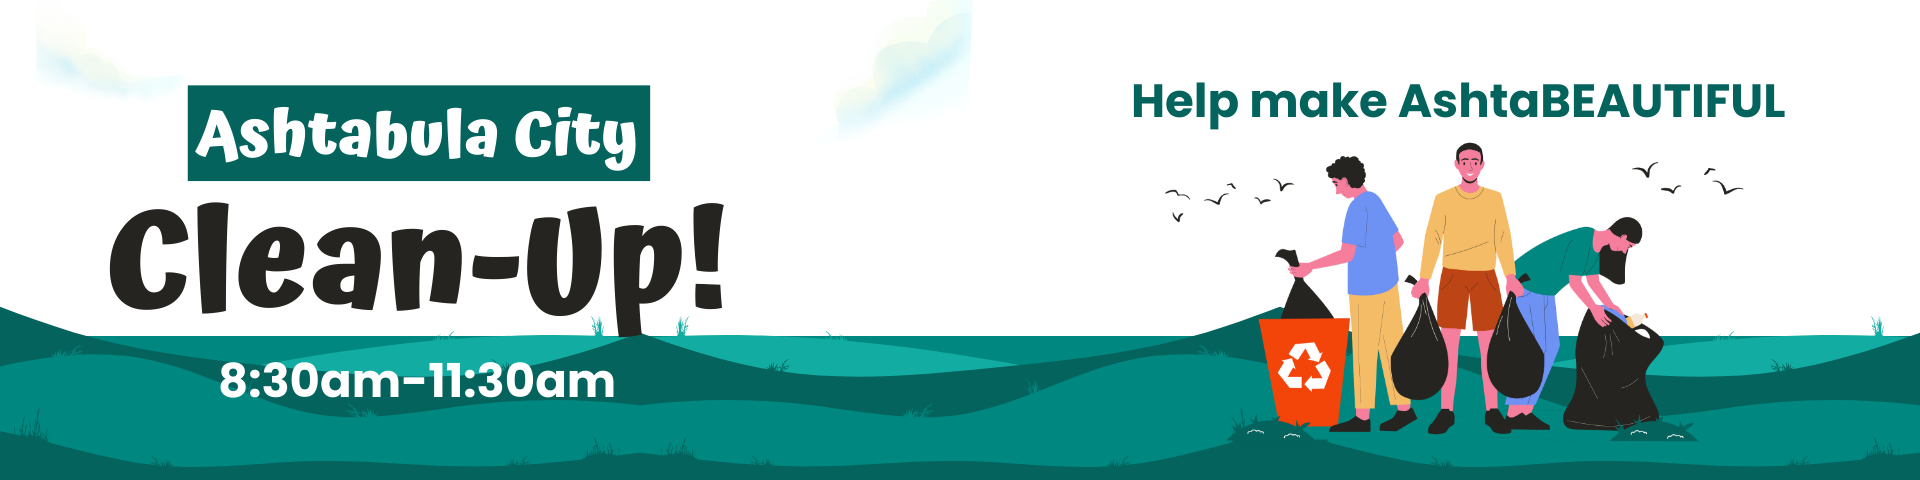 Ashtabula City
Clean-Up!
8:30am-11:30am
Help make AshtaBEAUTIFUL